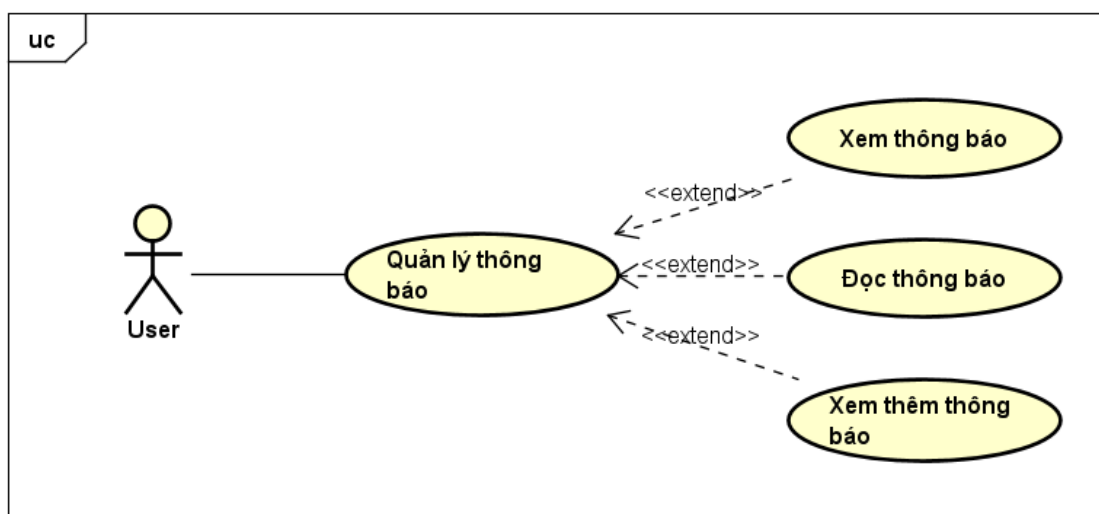 uc
Xem thông báo
<<extend>>
Quản lý thông
báo
<<extend>>
Đọc thông báo
User
<<extend>>
Xem thêm thông
báo